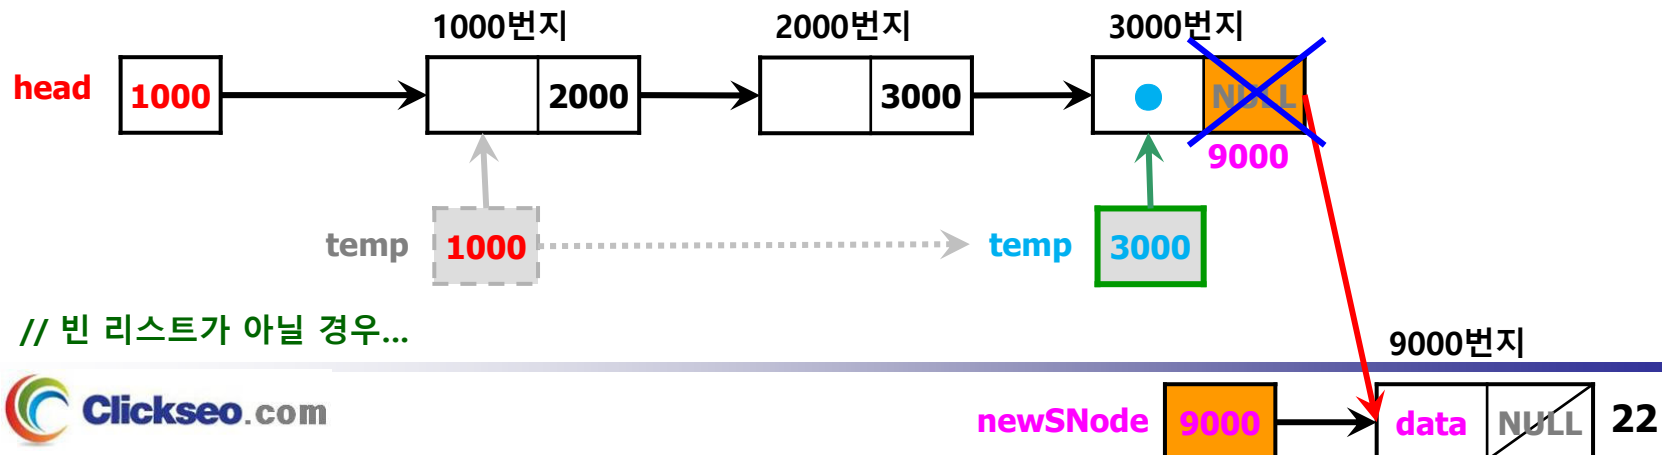 1000번지 2000번지 3000번지
head 1000 2000 3000 NULL
9000
temp 1000 temp 3000
// 빈 리스트가 아닐 경우...
9000번지
Clickseo.com
newSNode 9000 data NULL 22